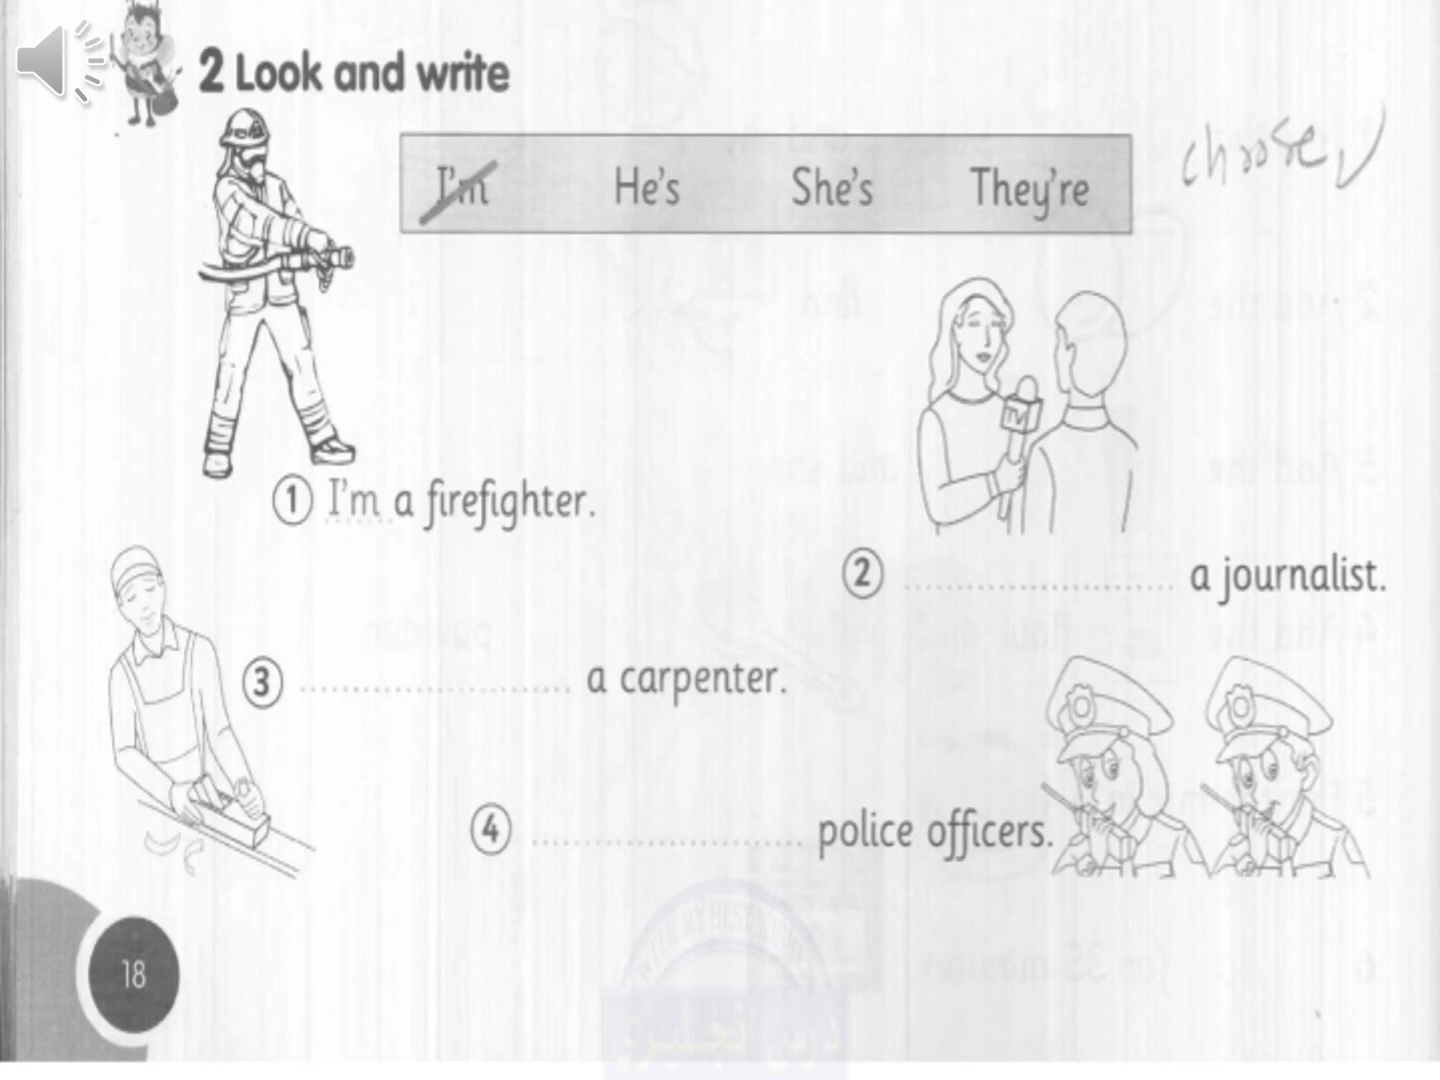 2 Look and write
I'm He's She's They're
choose
① I'm a firefighter.
TV
② .......................... a journalist.
③ .......................... a carpenter.
④ .......................... police officers.
18